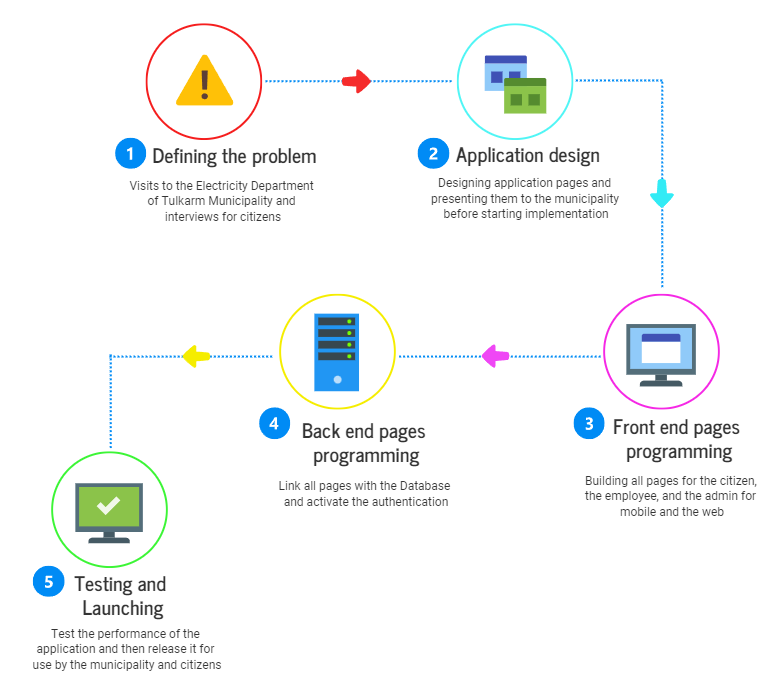 1 Defining the problem
Visits to the Electricity Department
of Tulkarm Municipality and
interviews for citizens
2 Application design
Designing application pages and
presenting them to the municipality
before starting implementation
3 Front end pages
programming
Building all pages for the citizen,
the employee, and the admin for
mobile and the web
4 Back end pages
programming
Link all pages with the Database
and activate the authentication
5 Testing and
Launching
Test the performance of the
application and then release it for
use by the municipality and citizens